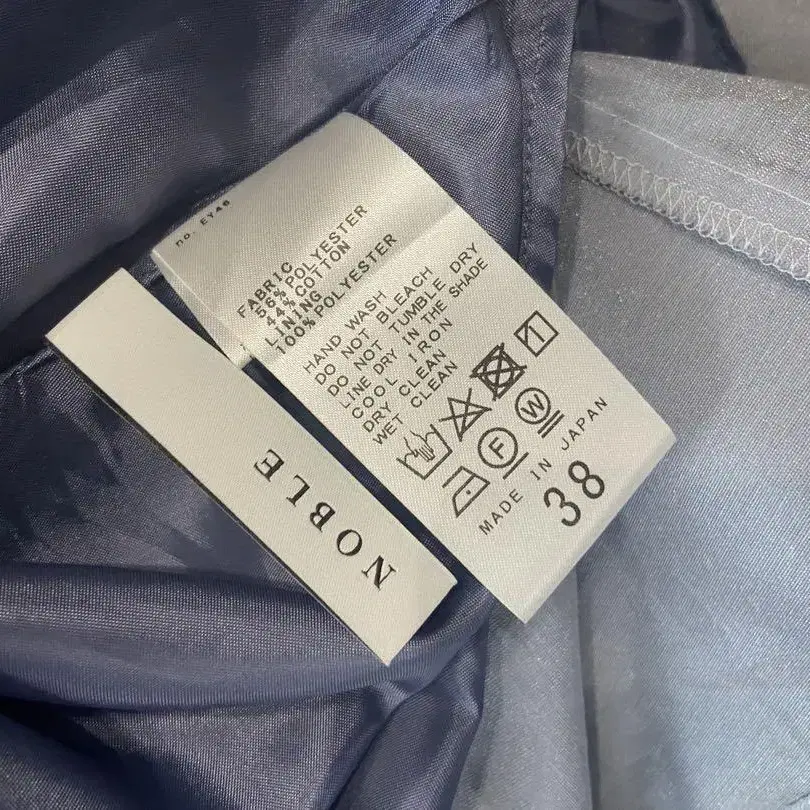 no. EY46
FABRIC
56% POLYESTER
44% COTTON
LINING
100% POLYESTER
HAND WASH
DO NOT BLEACH
DO NOT TUMBLE DRY
LINE DRY IN THE SHADE
COOL IRON
DRY CLEAN
WET CLEAN
F
W
MADE IN JAPAN
38
NOBLE